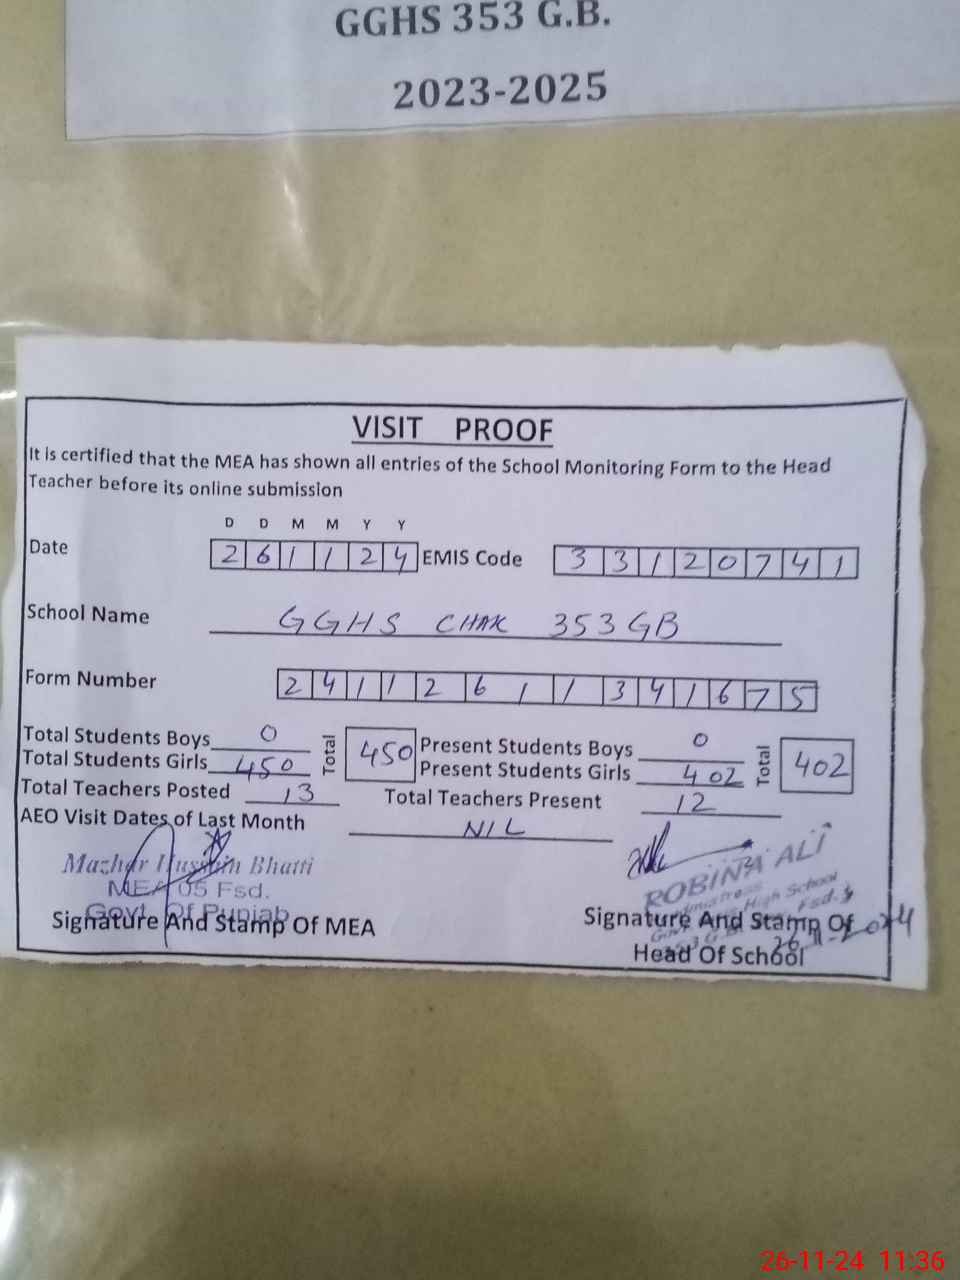 GGHS 353 G.B.
2023-2025
VISIT PROOF
It is certified that the MEA has shown all entries of the School Monitoring Form to the Head
Teacher before its online submission
D D M M Y Y
Date 2 6 1 1 2 4 EMIS Code 3 3 1 2 0 7 4 1
School Name GGHS CHAK 353 GB
Form Number 2 4 1 1 2 6 1 1 3 4 1 6 7 5
Total Students Boys 0 Total 450 Present Students Boys 0 Total 402
Total Students Girls 450 Present Students Girls 402
Total Teachers Posted 13 Total Teachers Present 12
AEO Visit Dates of Last Month NIL
Mazhar Hussain Bhatti
MEA 05 Fsd.
Govt. Of Punjab
Signature And Stamp Of MEA
ROBINA ALI
High School
Fsd.
Signature And Stamp Of
Head Of School
26-11-2024
26-11-24 11:36